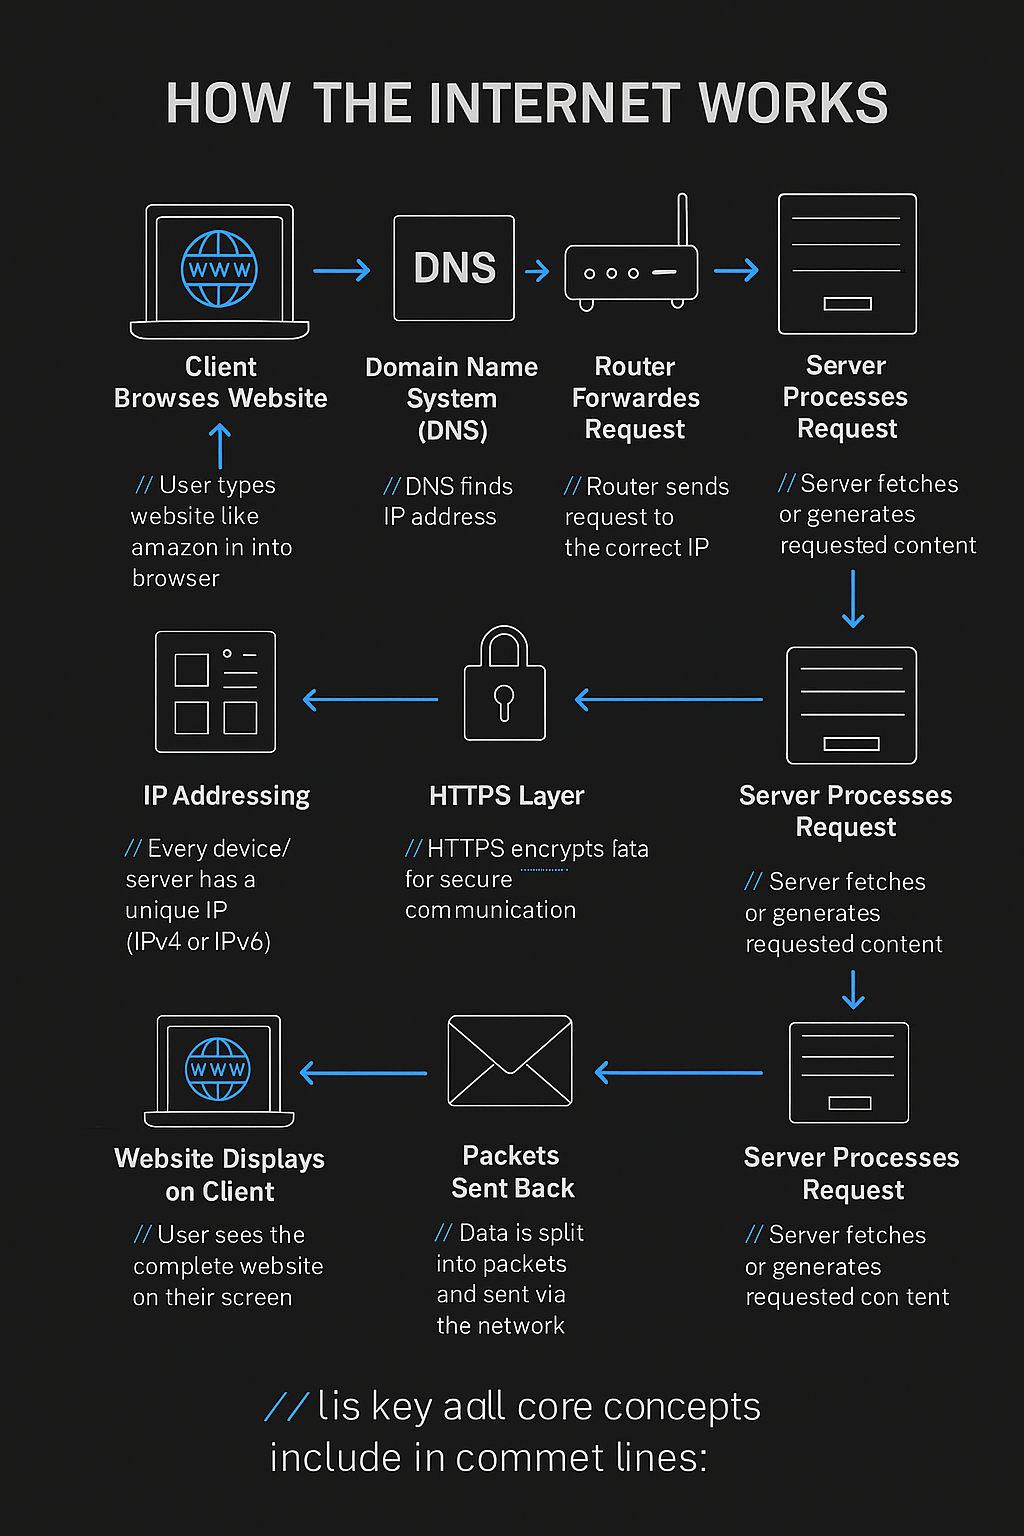 HOW THE INTERNET WORKS
WWW
DNS
Client
Browses Website
Domain Name
System
(DNS)
Router
Forwardes
Request
Server
Processes
Request
// User types
website like
amazon in into
browser
// DNS finds
IP address
// Router sends
request to
the correct IP
// Server fetches
or generates
requested content
IP Addressing
HTTPS Layer
Server Processes
Request
// Every device/
server has a
unique IP
(IPv4 or IPv6)
// HTTPS encrypts fata
for secure
communication
// Server fetches
or generates
requested content
WWW
Website Displays
on Client
Packets
Sent Back
Server Processes
Request
// User sees the
complete website
on their screen
// Data is split
into packets
and sent via
the network
// Server fetches
or generates
requested con tent
// lis key adll core concepts
include in commet lines: